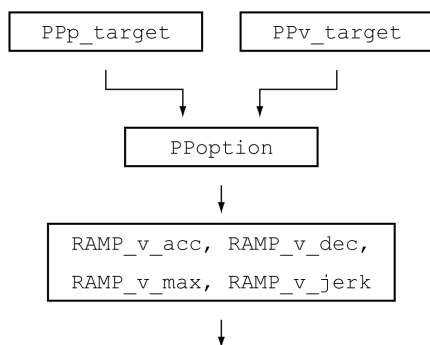 PPp_target
PPv_target
PPoption
RAMP_v_acc, RAMP_v_dec,
RAMP_v_max, RAMP_v_jerk